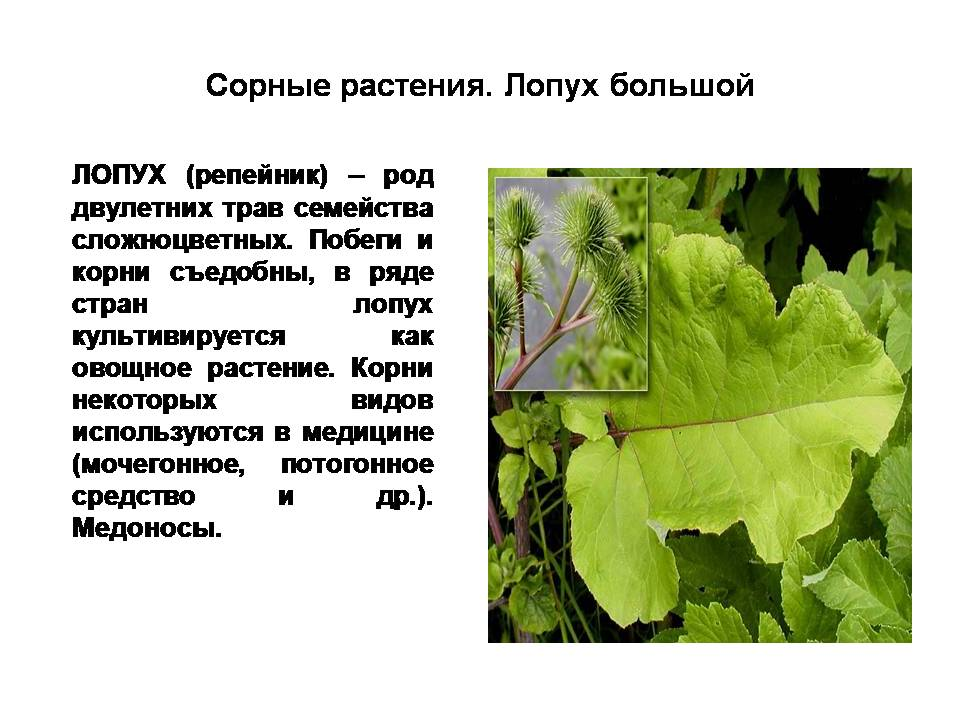 Сорные растения. Лопух большой
ЛОПУХ (репейник) – род
двулетних трав семейства
сложноцветных. Побеги и
корни съедобны, в ряде
стран лопух
культивируется как
овощное растение. Корни
некоторых видов
используются в медицине
(мочегонное, потогонное
средство и др.).
Медоносы.